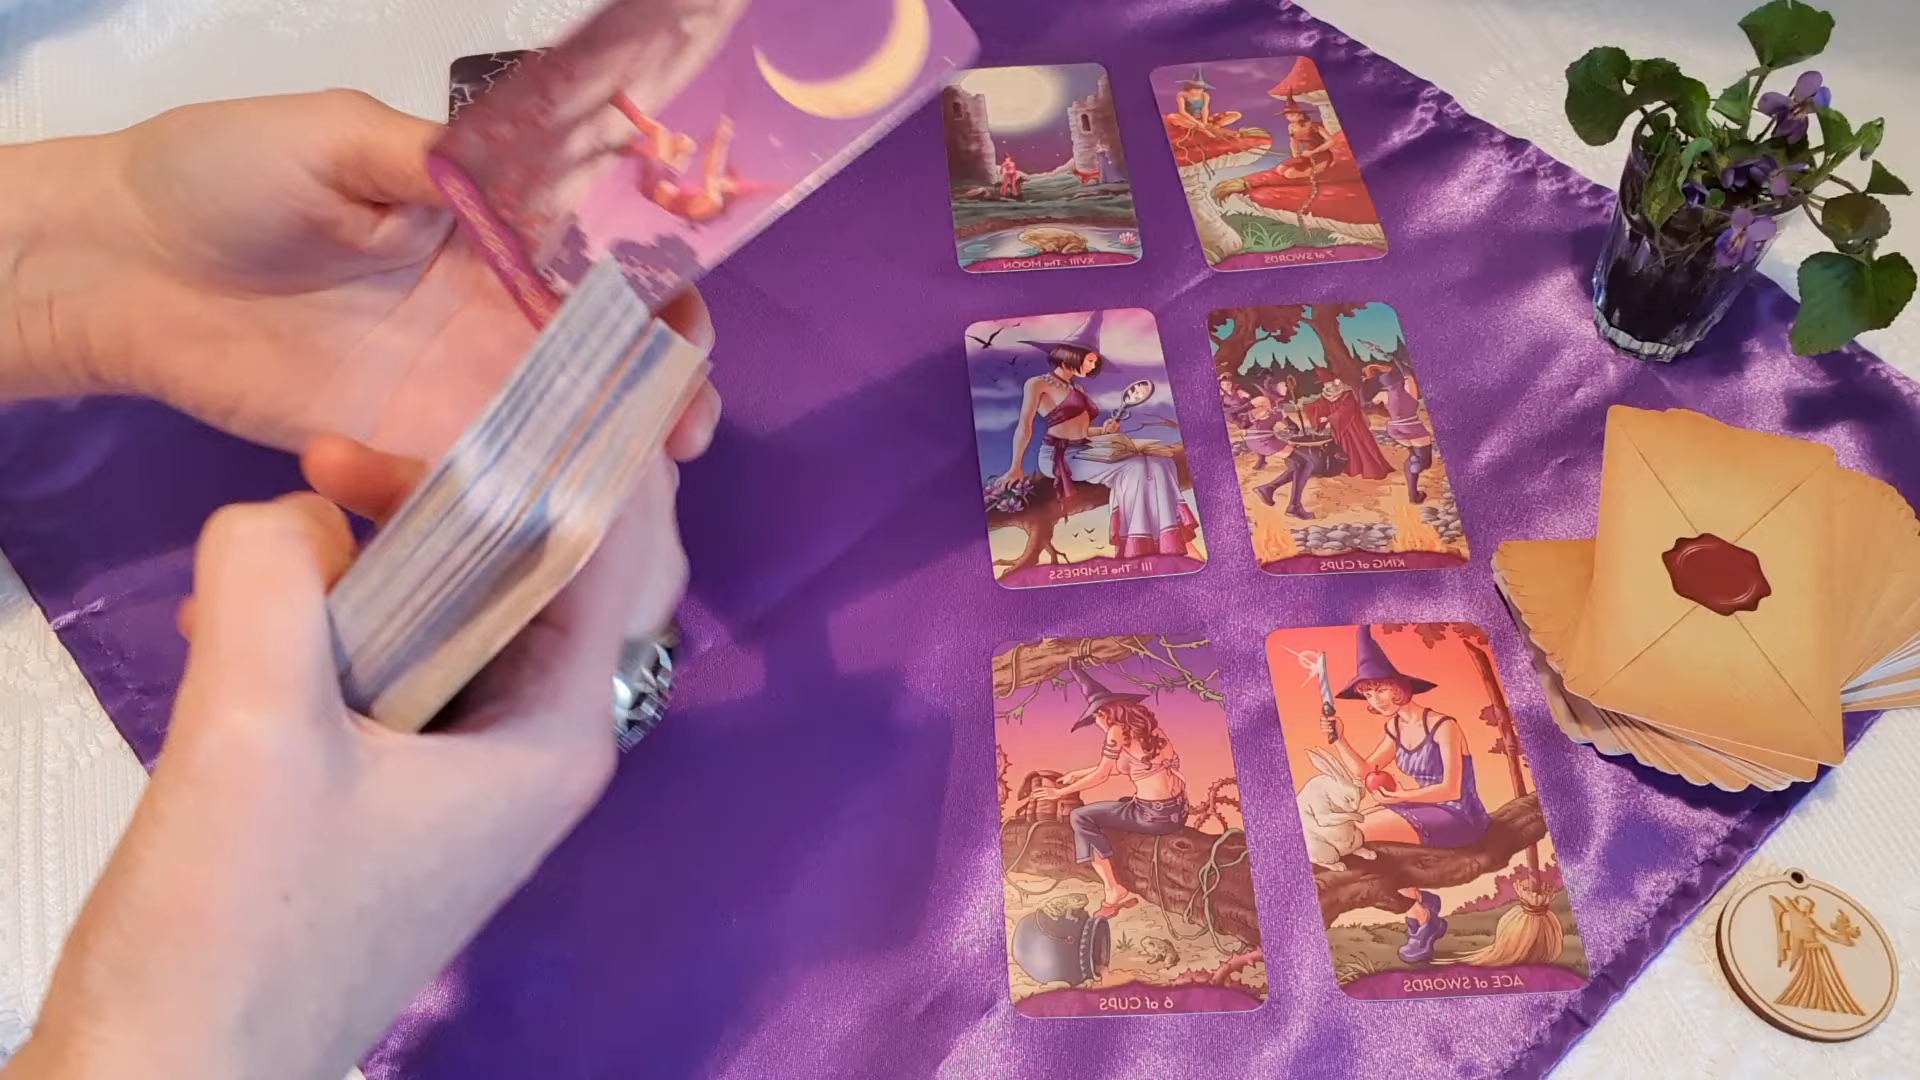 XVIII - The MOON
7 of SWORDS
III - The EMPRESS
KING of CUPS
6 of CUPS
ACE of SWORDS